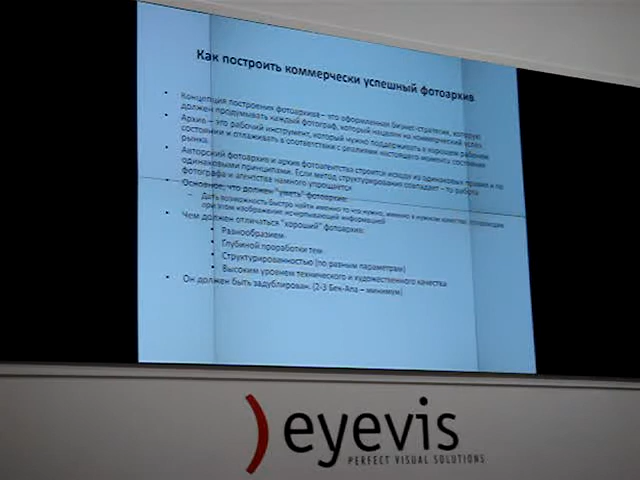 Как построить коммерчески успешный фотоархив
Концепция построения фотоархива – это оформленная бизнес-стратегия, которую
должен продумывать каждый фотограф, который нацелен на коммерческий успех
Архив – это рабочий инструмент, который нужно поддерживать в хорошем рабочем
состоянии и отлаживать в соответствии с реалиями настоящего момента состояния
рынка.
Авторский фотоархив и архив фотоагентства строится исходя из одинаковых правил и по
одинаковыми принципами. Если метод структурирования совпадает – то работа
фотографа и агентства намного упрощается
Основное, что должен "уметь" фотоархив:
– Дать возможность быстро найти именно то что нужно, именно в нужном качестве,
при этом изображение исчерпывающей информацией
Чем должен отличаться "хороший" фотоархив:
Разнообразием
Глубиной проработки тем
Структурированностью (по разным параметрам)
Высоким уровнем технического и художественного качества
Он должен быть задублирован. (2-3 Бек-Апа – минимум)
eyevis
PERFECT VISUAL SOLUTIONS